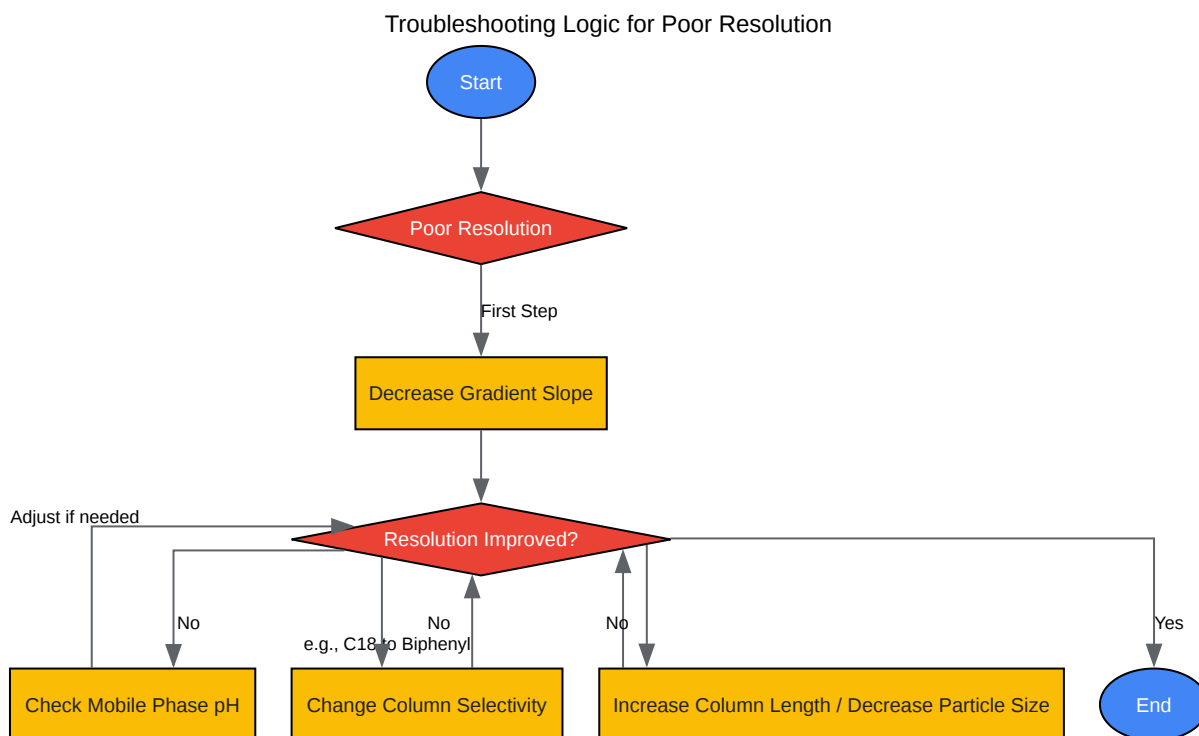 Troubleshooting Logic for Poor Resolution
Start
Poor Resolution
First Step
Decrease Gradient Slope
Adjust if needed
Resolution Improved?
No
No
e.g., C18 to Biphenyl
No
Yes
Check Mobile Phase pH
Change Column Selectivity
Increase Column Length / Decrease Particle Size
End